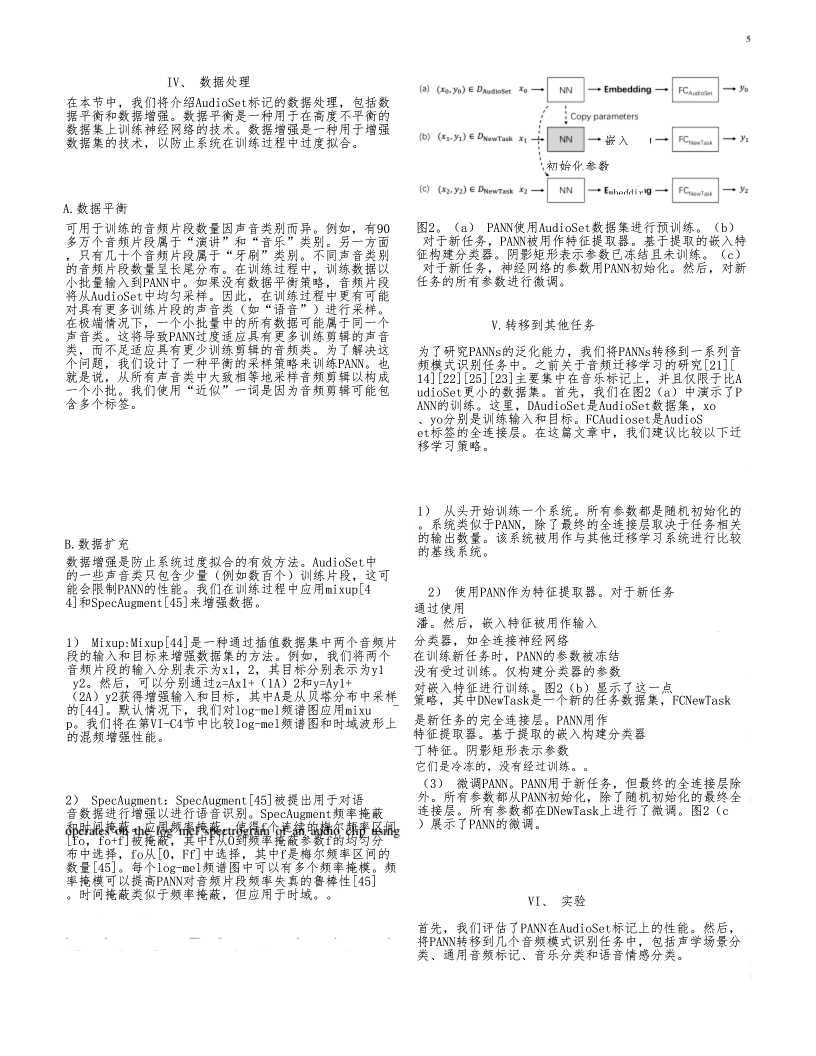 5
IV、 数据处理
在本节中，我们将介绍AudioSet标记的数据处理，包括数
据平衡和数据增强。数据平衡是一种用于在高度不平衡的
数据集上训练神经网络的技术。数据增强是一种用于增强
数据集的技术，以防止系统在训练过程中过度拟合。
A.数据平衡
可用于训练的音频片段数量因声音类别而异。例如，有90
多万个音频片段属于“演讲”和“音乐”类别。另一方面
，只有几十个音频片段属于“牙刷”类别。不同声音类别
的音频片段数量呈长尾分布。在训练过程中，训练数据以
小批量输入到PANN中。如果没有数据平衡策略，音频片段
将从AudioSet中均匀采样。因此，在训练过程中更有可能
对具有更多训练片段的声音类（如“语音”）进行采样。
在极端情况下，一个小批量中的所有数据可能属于同一个
声音类。这将导致PANN过度适应具有更多训练剪辑的声音
类，而不足适应具有更少训练剪辑的音频类。为了解决这
个问题，我们设计了一种平衡的采样策略来训练PANN。也
就是说，从所有声音类中大致相等地采样音频剪辑以构成
一个小批。我们使用“近似”一词是因为音频剪辑可能包
含多个标签。
B.数据扩充
数据增强是防止系统过度拟合的有效方法。AudioSet中
的一些声音类只包含少量（例如数百个）训练片段，这可
能会限制PANN的性能。我们在训练过程中应用mixup[4
4]和SpecAugment[45]来增强数据。
1） Mixup:Mixup[44]是一种通过插值数据集中两个音频片
段的输入和目标来增强数据集的方法。例如，我们将两个
音频片段的输入分别表示为x1，2，其目标分别表示为y1
y2。然后，可以分别通过z=Ax1+（1A）2和y=Ay1+
（2A）y2获得增强输入和目标，其中A是从贝塔分布中采样
的[44]。默认情况下，我们对log-mel频谱图应用mixu
p。我们将在第VI-C4节中比较log-mel频谱图和时域波形上
的混频增强性能。
2） SpecAugment：SpecAugment[45]被提出用于对语
音数据进行增强以进行语音识别。SpecAugment频率掩蔽
和时间掩蔽。应用频率掩蔽，使得f个连续的梅尔频率区间
operates on the log mel spectrogram of an audio clip using
[fo，fo+f]被掩蔽，其中f从0到频率掩蔽参数f的均匀分
布中选择，fo从[0，Ff]中选择，其中f是梅尔频率区间的
数量[45]。每个log-mel频谱图中可以有多个频率掩模。频
率掩模可以提高PANN对音频片段频率失真的鲁棒性[45]
。时间掩蔽类似于频率掩蔽，但应用于时域。。
(a) (x₀, y₀) ∈ D_AudioSet x₀ NN Embedding FC_AudioSet y₀
Copy parameters
(b) (x₁, y₁) ∈ D_NewTask x₁ NN 嵌入 FC_NewTask y₁
初始化参数
(c) (x₂, y₂) ∈ D_NewTask x₂ NN Embedding FC_NewTask y₂
图2。（a） PANN使用AudioSet数据集进行预训练。（b）
对于新任务，PANN被用作特征提取器。基于提取的嵌入特
征构建分类器。阴影矩形表示参数已冻结且未训练。（c）
对于新任务，神经网络的参数用PANN初始化。然后，对新
任务的所有参数进行微调。
V.转移到其他任务
为了研究PANNs的泛化能力，我们将PANNs转移到一系列音
频模式识别任务中。之前关于音频迁移学习的研究[21][
14][22][25][23]主要集中在音乐标记上，并且仅限于比A
udioSet更小的数据集。首先，我们在图2（a）中演示了P
ANN的训练。这里，DAudioSet是AudioSet数据集，xo
、yo分别是训练输入和目标。FCAudioset是AudioS
et标签的全连接层。在这篇文章中，我们建议比较以下迁
移学习策略。
1） 从头开始训练一个系统。所有参数都是随机初始化的
。系统类似于PANN，除了最终的全连接层取决于任务相关
的输出数量。该系统被用作与其他迁移学习系统进行比较
的基线系统。
2） 使用PANN作为特征提取器。对于新任务
通过使用
潘。然后，嵌入特征被用作输入
分类器，如全连接神经网络
在训练新任务时，PANN的参数被冻结
没有受过训练。仅构建分类器的参数
对嵌入特征进行训练。图2（b）显示了这一点
策略，其中DNewTask是一个新的任务数据集，FCNewTask
是新任务的完全连接层。PANN用作
特征提取器。基于提取的嵌入构建分类器
丁特征。阴影矩形表示参数
它们是冷冻的，没有经过训练。。
（3） 微调PANN。PANN用于新任务，但最终的全连接层除
外。所有参数都从PANN初始化，除了随机初始化的最终全
连接层。所有参数都在DNewTask上进行了微调。图2（c
）展示了PANN的微调。
VI、 实验
首先，我们评估了PANN在AudioSet标记上的性能。然后，
将PANN转移到几个音频模式识别任务中，包括声学场景分
类、通用音频标记、音乐分类和语音情感分类。